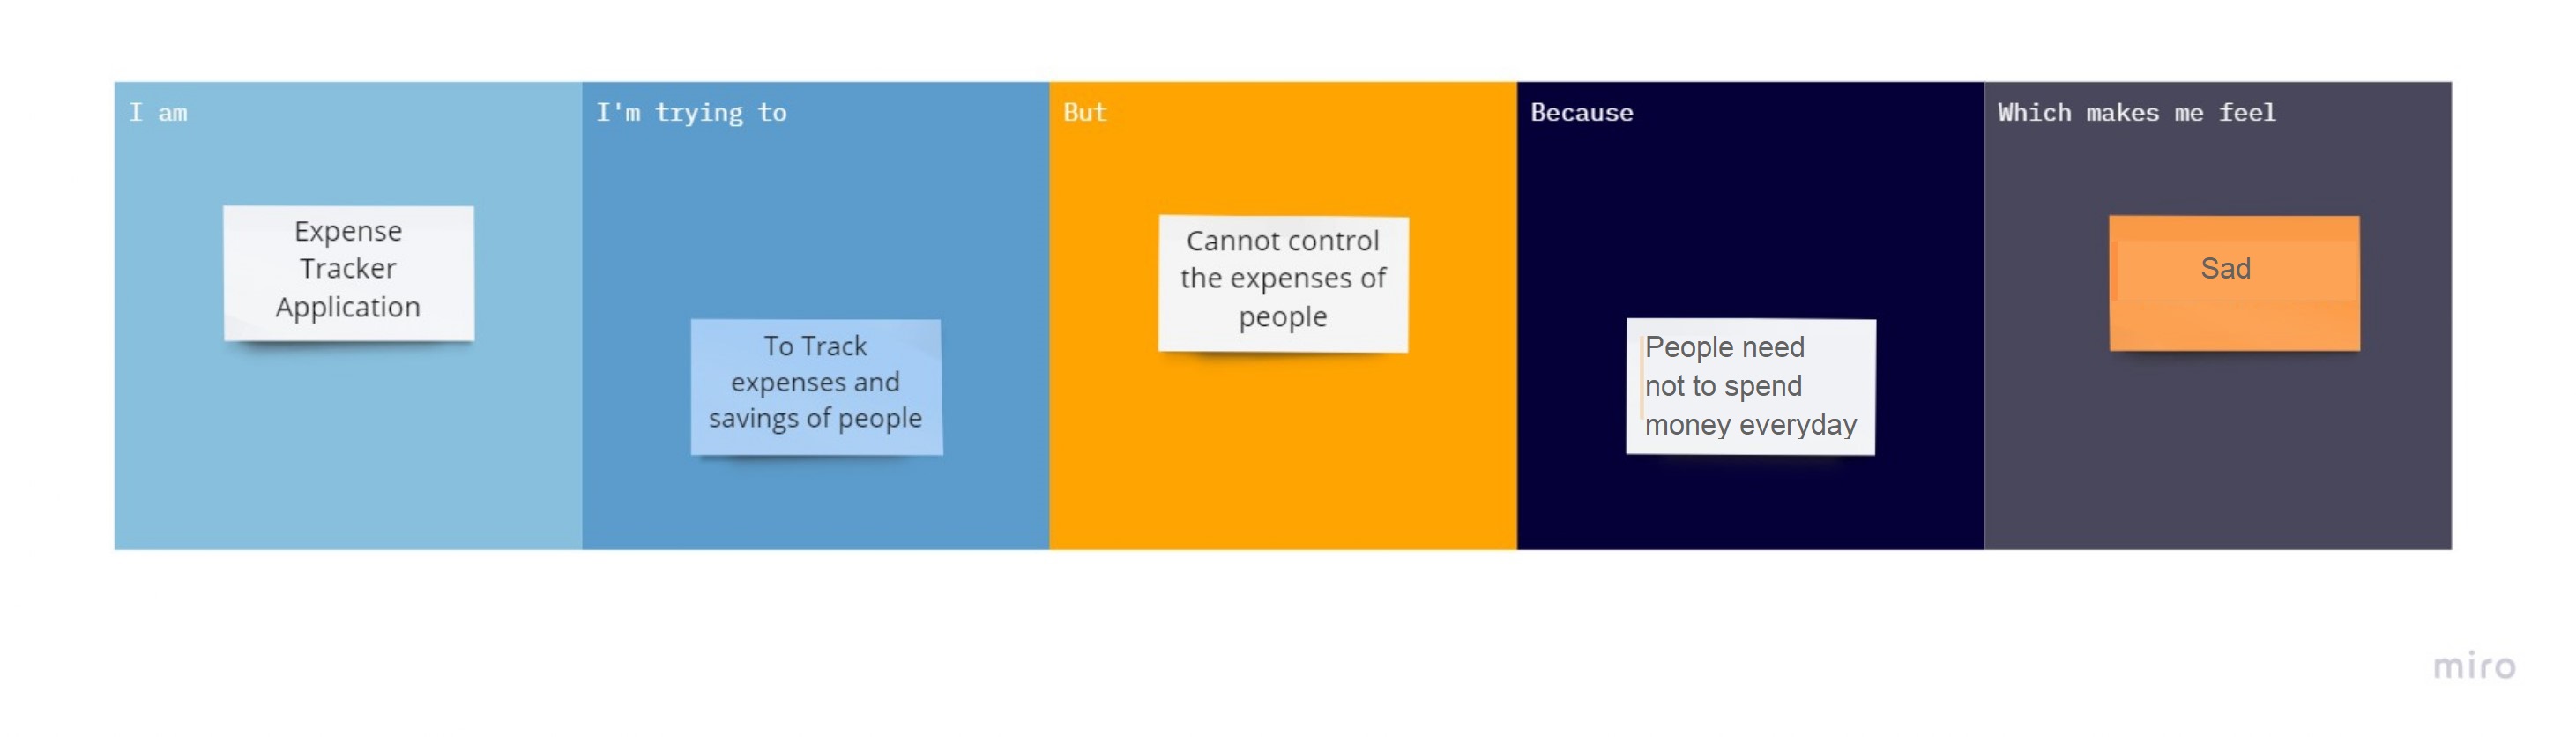 I am
Expense
Tracker
Application
I'm trying to
To Track
expenses and
savings of people
But
Cannot control
the expenses of
people
Because
People need
not to spend
money everyday
Which makes me feel
Sad
miro